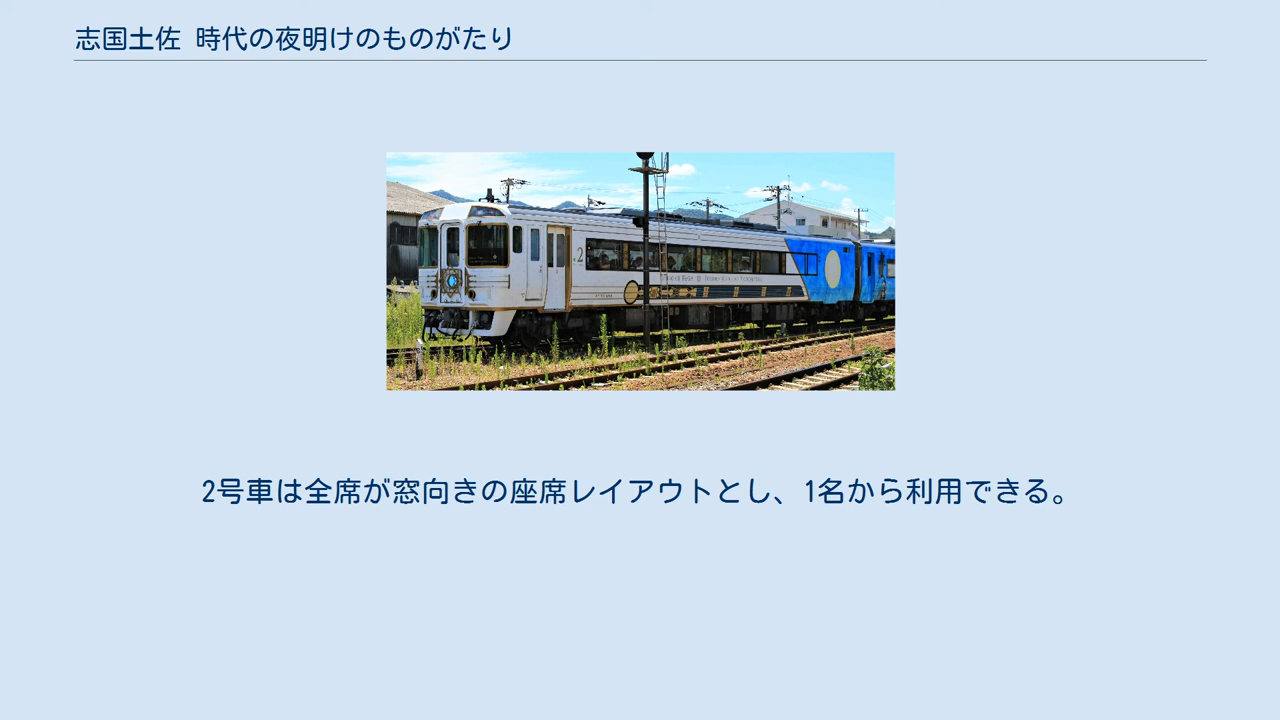 志国土佐 時代の夜明けのものがたり
2
2号車は全席が窓向きの座席レイアウトとし、1名から利用できる。